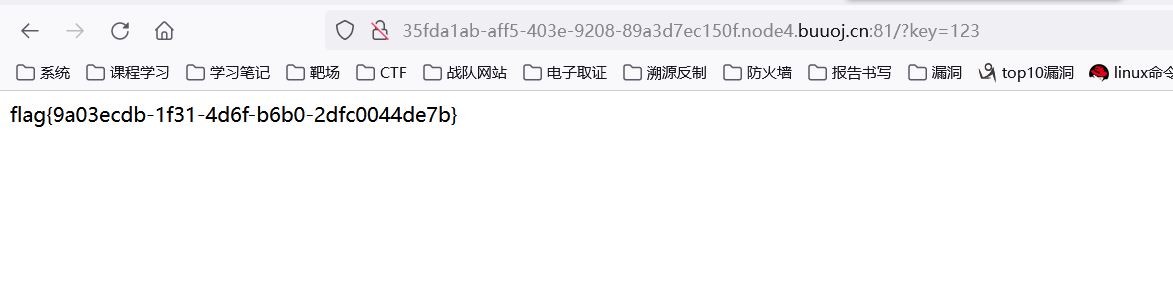 35fda1ab-aff5-403e-9208-89a3d7ec150f.node4.buuoj.cn:81/?key=123
系统 课程学习 学习笔记 靶场 CTF 战队网站 电子取证 溯源反制 防火墙 报告书写 漏洞 top10漏洞 linux命令
flag{9a03ecdb-1f31-4d6f-b6b0-2dfc0044de7b}